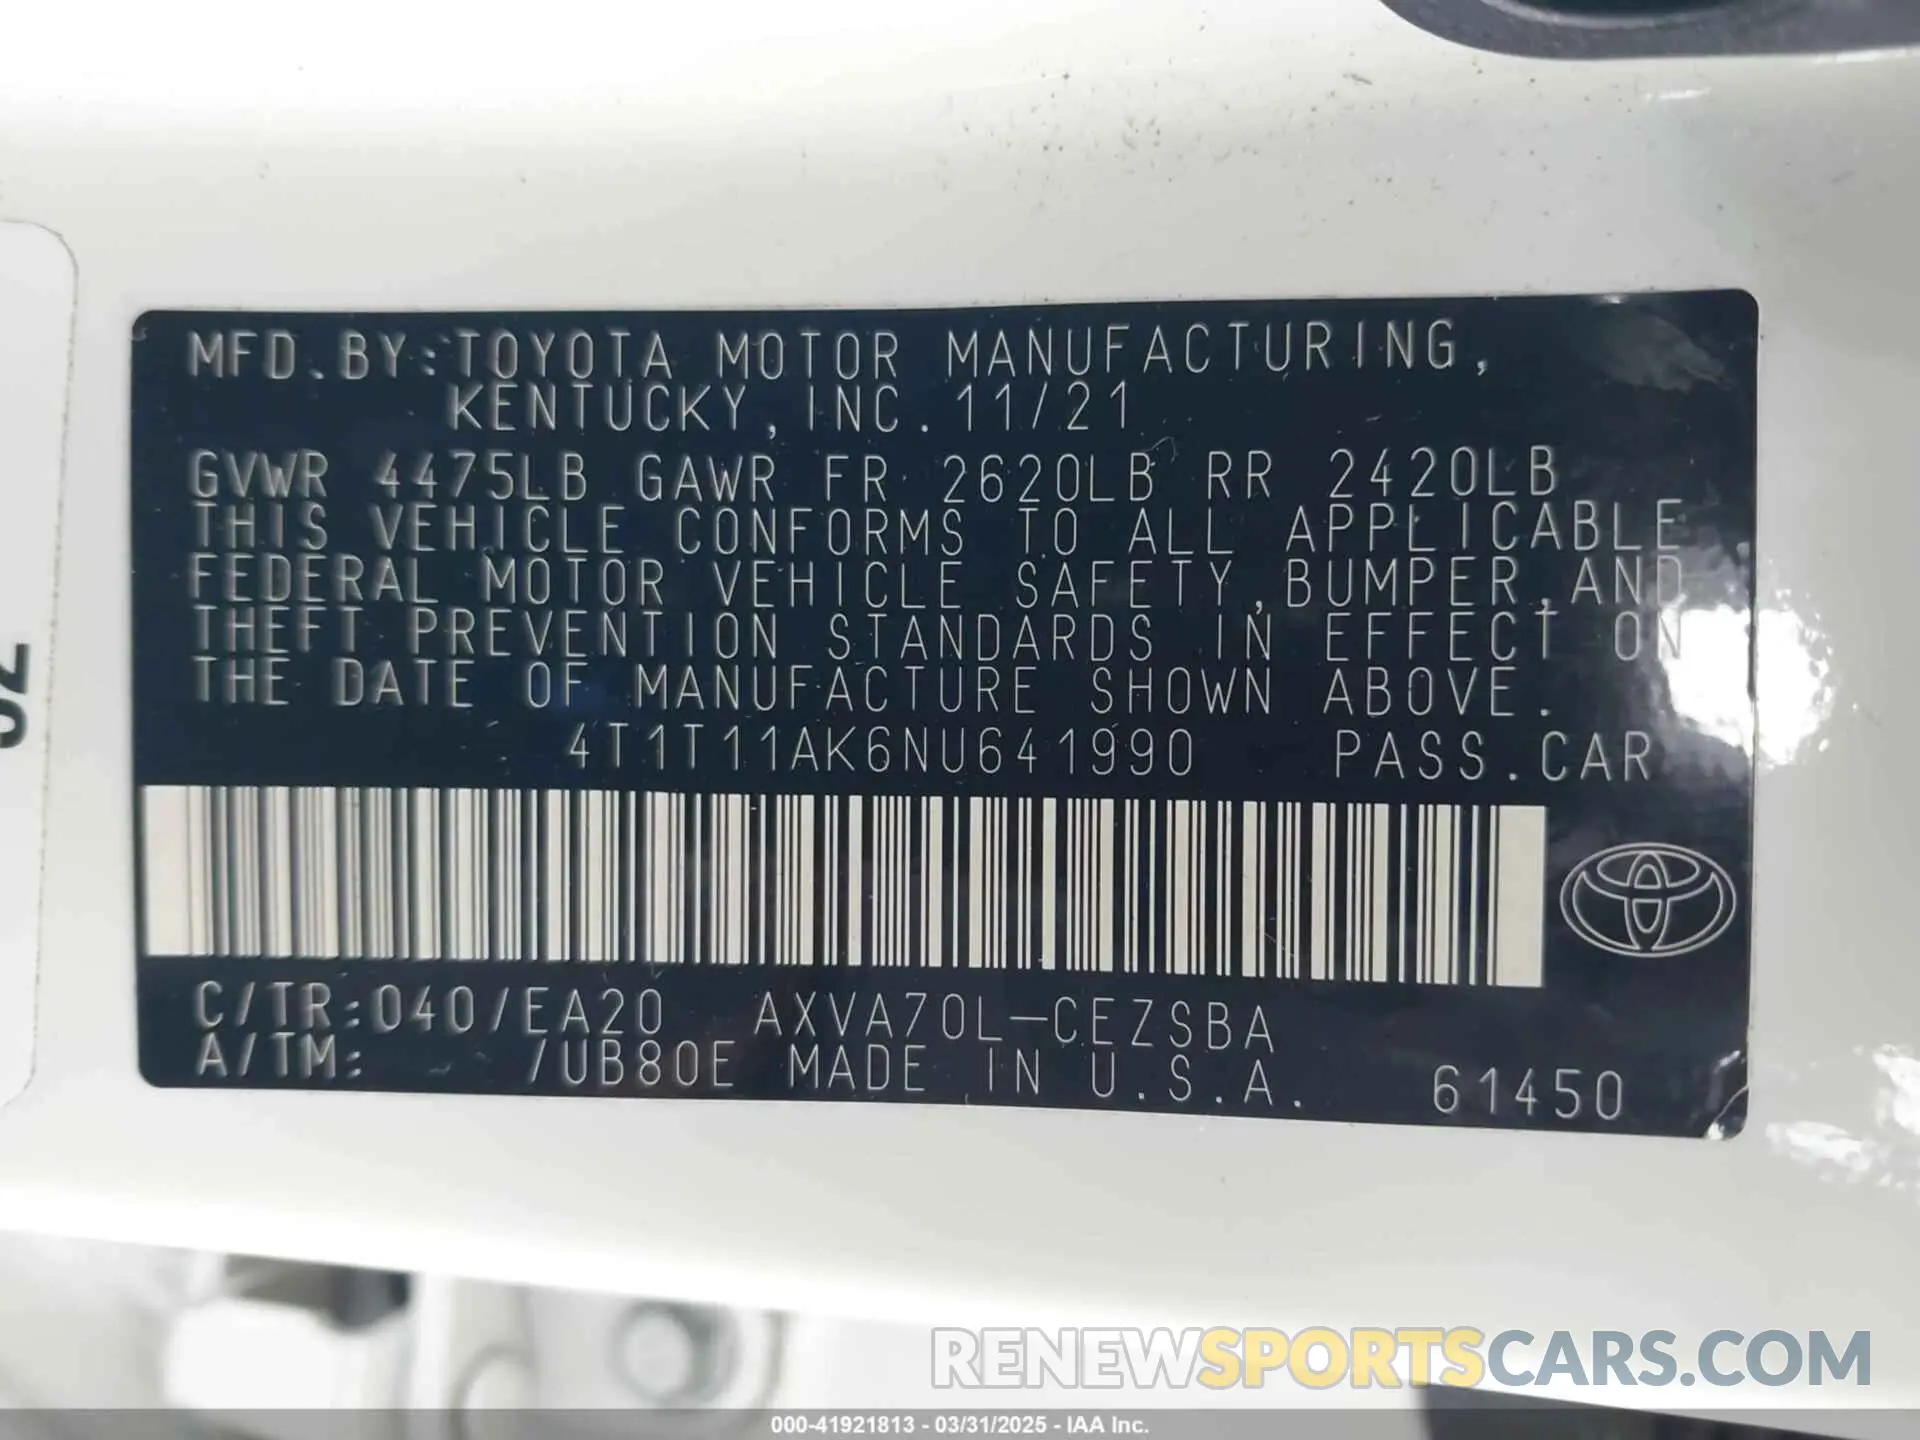 MFD.BY:TOYOTA MOTOR MANUFACTURING,
KENTUCKY,INC.11/21
GVWR 4475LB GAWR FR 2620LB RR 2420LB
THIS VEHICLE CONFORMS TO ALL APPLICABLE
FEDERAL MOTOR VEHICLE SAFETY,BUMPER,AND
THEFT PREVENTION STANDARDS IN EFFECT ON
THE DATE OF MANUFACTURE SHOWN ABOVE.
4T1T11AK6NU641990 PASS.CAR
C/TR:040/EA20 AXVA70L-CEZSBA
A/TM: /UB80E MADE IN U.S.A. 61450
RENEWSPORTSCARS.COM
000-41921813 - 03/31/2025 - IAA Inc.